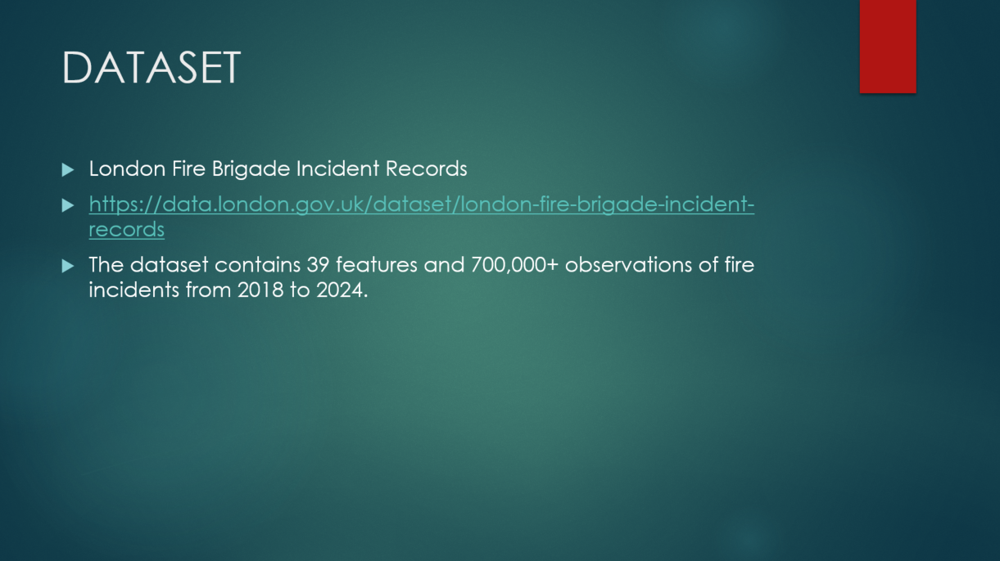 DATASET
London Fire Brigade Incident Records
https://data.london.gov.uk/dataset/london-fire-brigade-incident-
records
The dataset contains 39 features and 700,000+ observations of fire
incidents from 2018 to 2024.